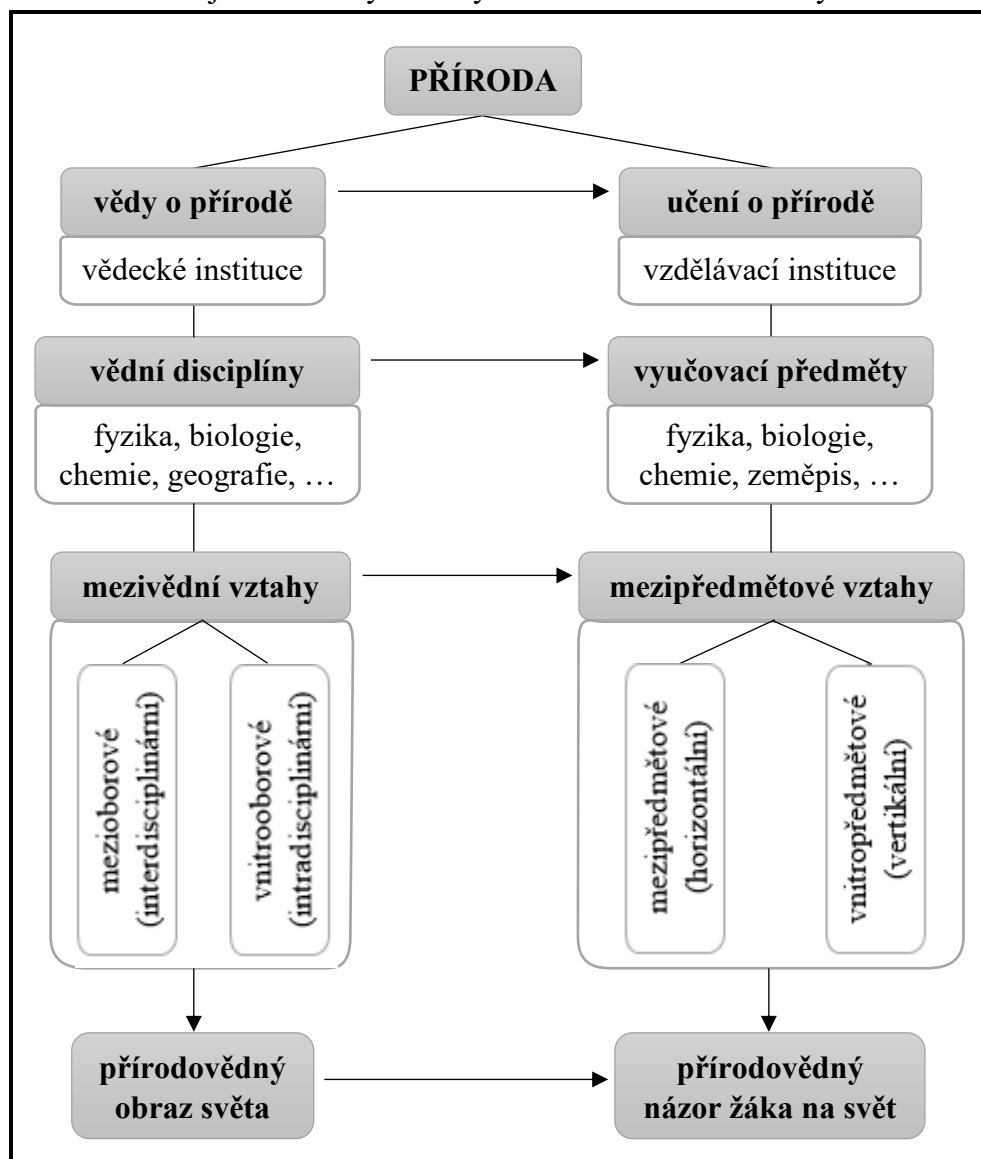 PŘÍRODA
vědy o přírodě
učení o přírodě
vědecké instituce
vzdělávací instituce
vědní disciplíny
vyučovací předměty
fyzika, biologie,
chemie, geografie, …
fyzika, biologie,
chemie, zeměpis, …
mezivědní vztahy
mezipředmětové vztahy
mezioborové
(interdisciplinární)
vnitrooborové
(intradisciplinární)
mezipředmětové
(horizontální)
vnitropředmětové
(vertikální)
přírodovědný
obraz světa
přírodovědný
názor žáka na svět